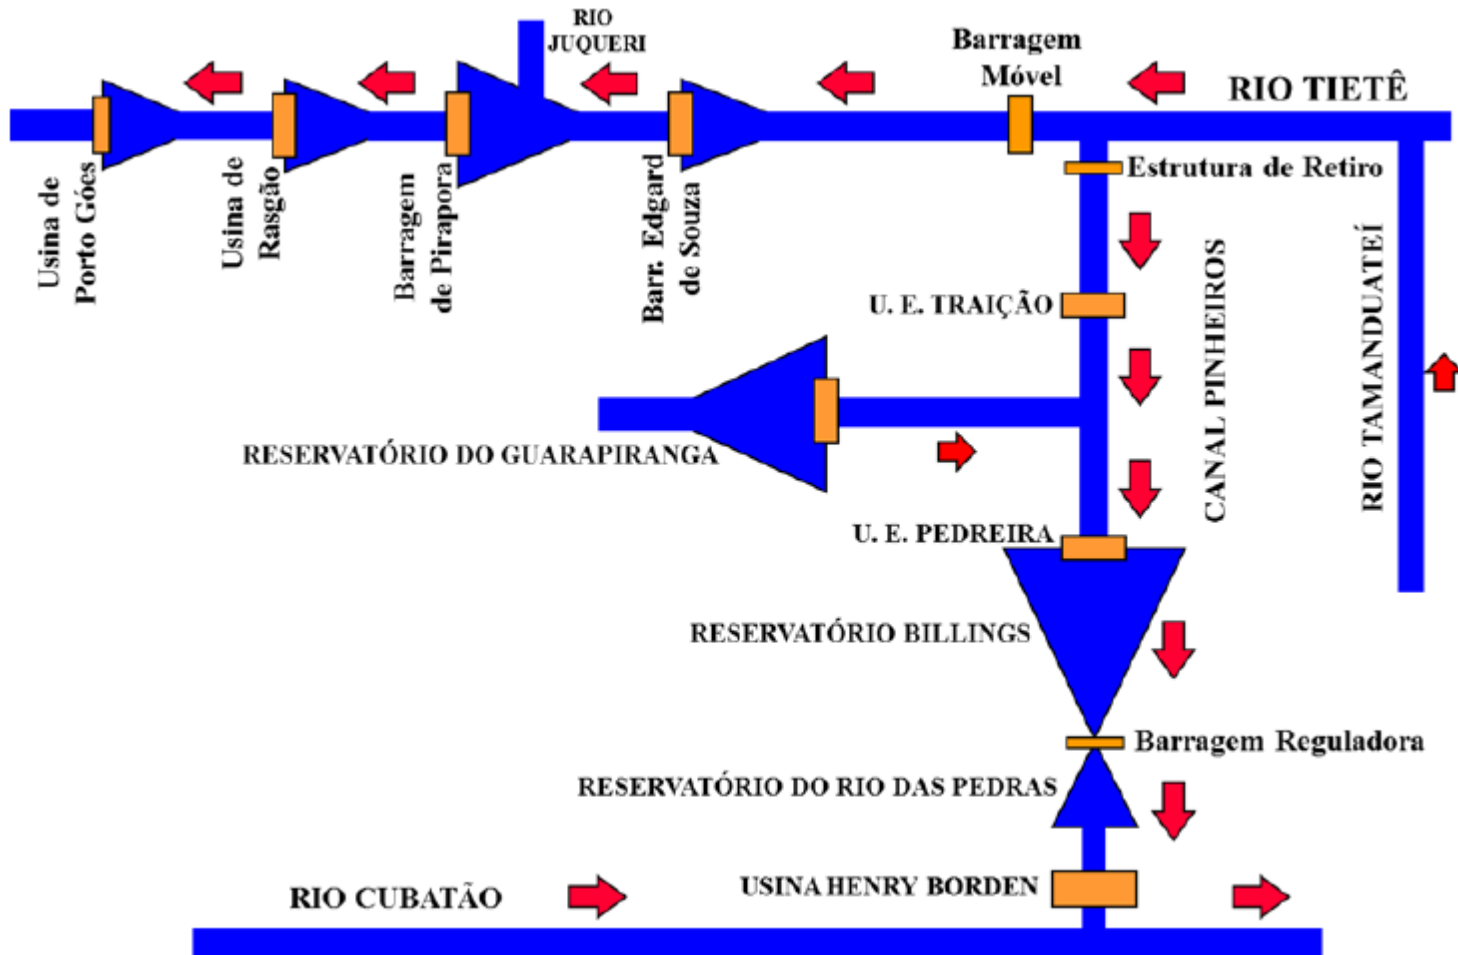 RIO
JUQUERI
Barragem
Móvel
RIO TIETÊ
Usina de
Porto Góes
Usina de
Rasgão
Barragem
de Pirapora
Barr. Edgard
de Souza
Estrutura de Retiro
U. E. TRAIÇÃO
CANAL PINHEIROS
RIO TAMANDUATEÍ
RESERVATÓRIO DO GUARAPIRANGA
U. E. PEDREIRA
RESERVATÓRIO BILLINGS
Barragem Reguladora
RESERVATÓRIO DO RIO DAS PEDRAS
USINA HENRY BORDEN
RIO CUBATÃO